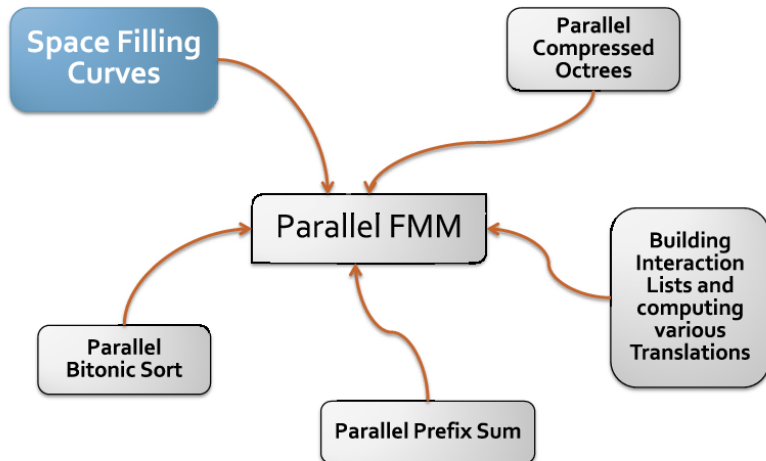 Space Filling
Curves
Parallel
Compressed
Octrees
Parallel FMM
Building
Interaction
Lists and
computing
various
Translations
Parallel
Bitonic Sort
Parallel Prefix Sum